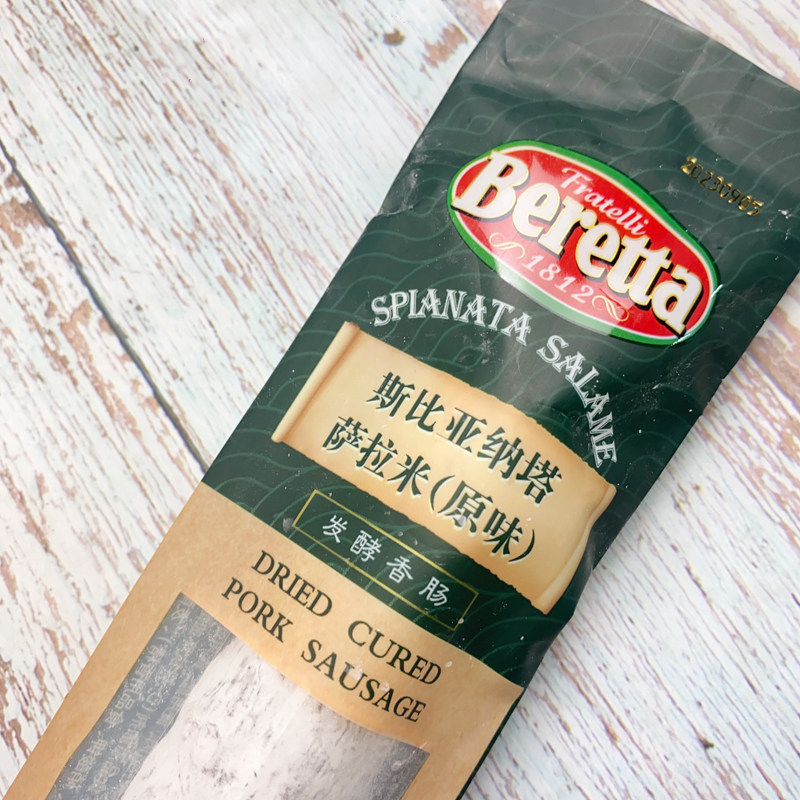 20230905
Fratelli
Beretta
1812
SPIANATA SALAME
斯比亚纳塔
萨拉米(原味)
发酵香肠
DRIED CURED
PORK SAUSAGE